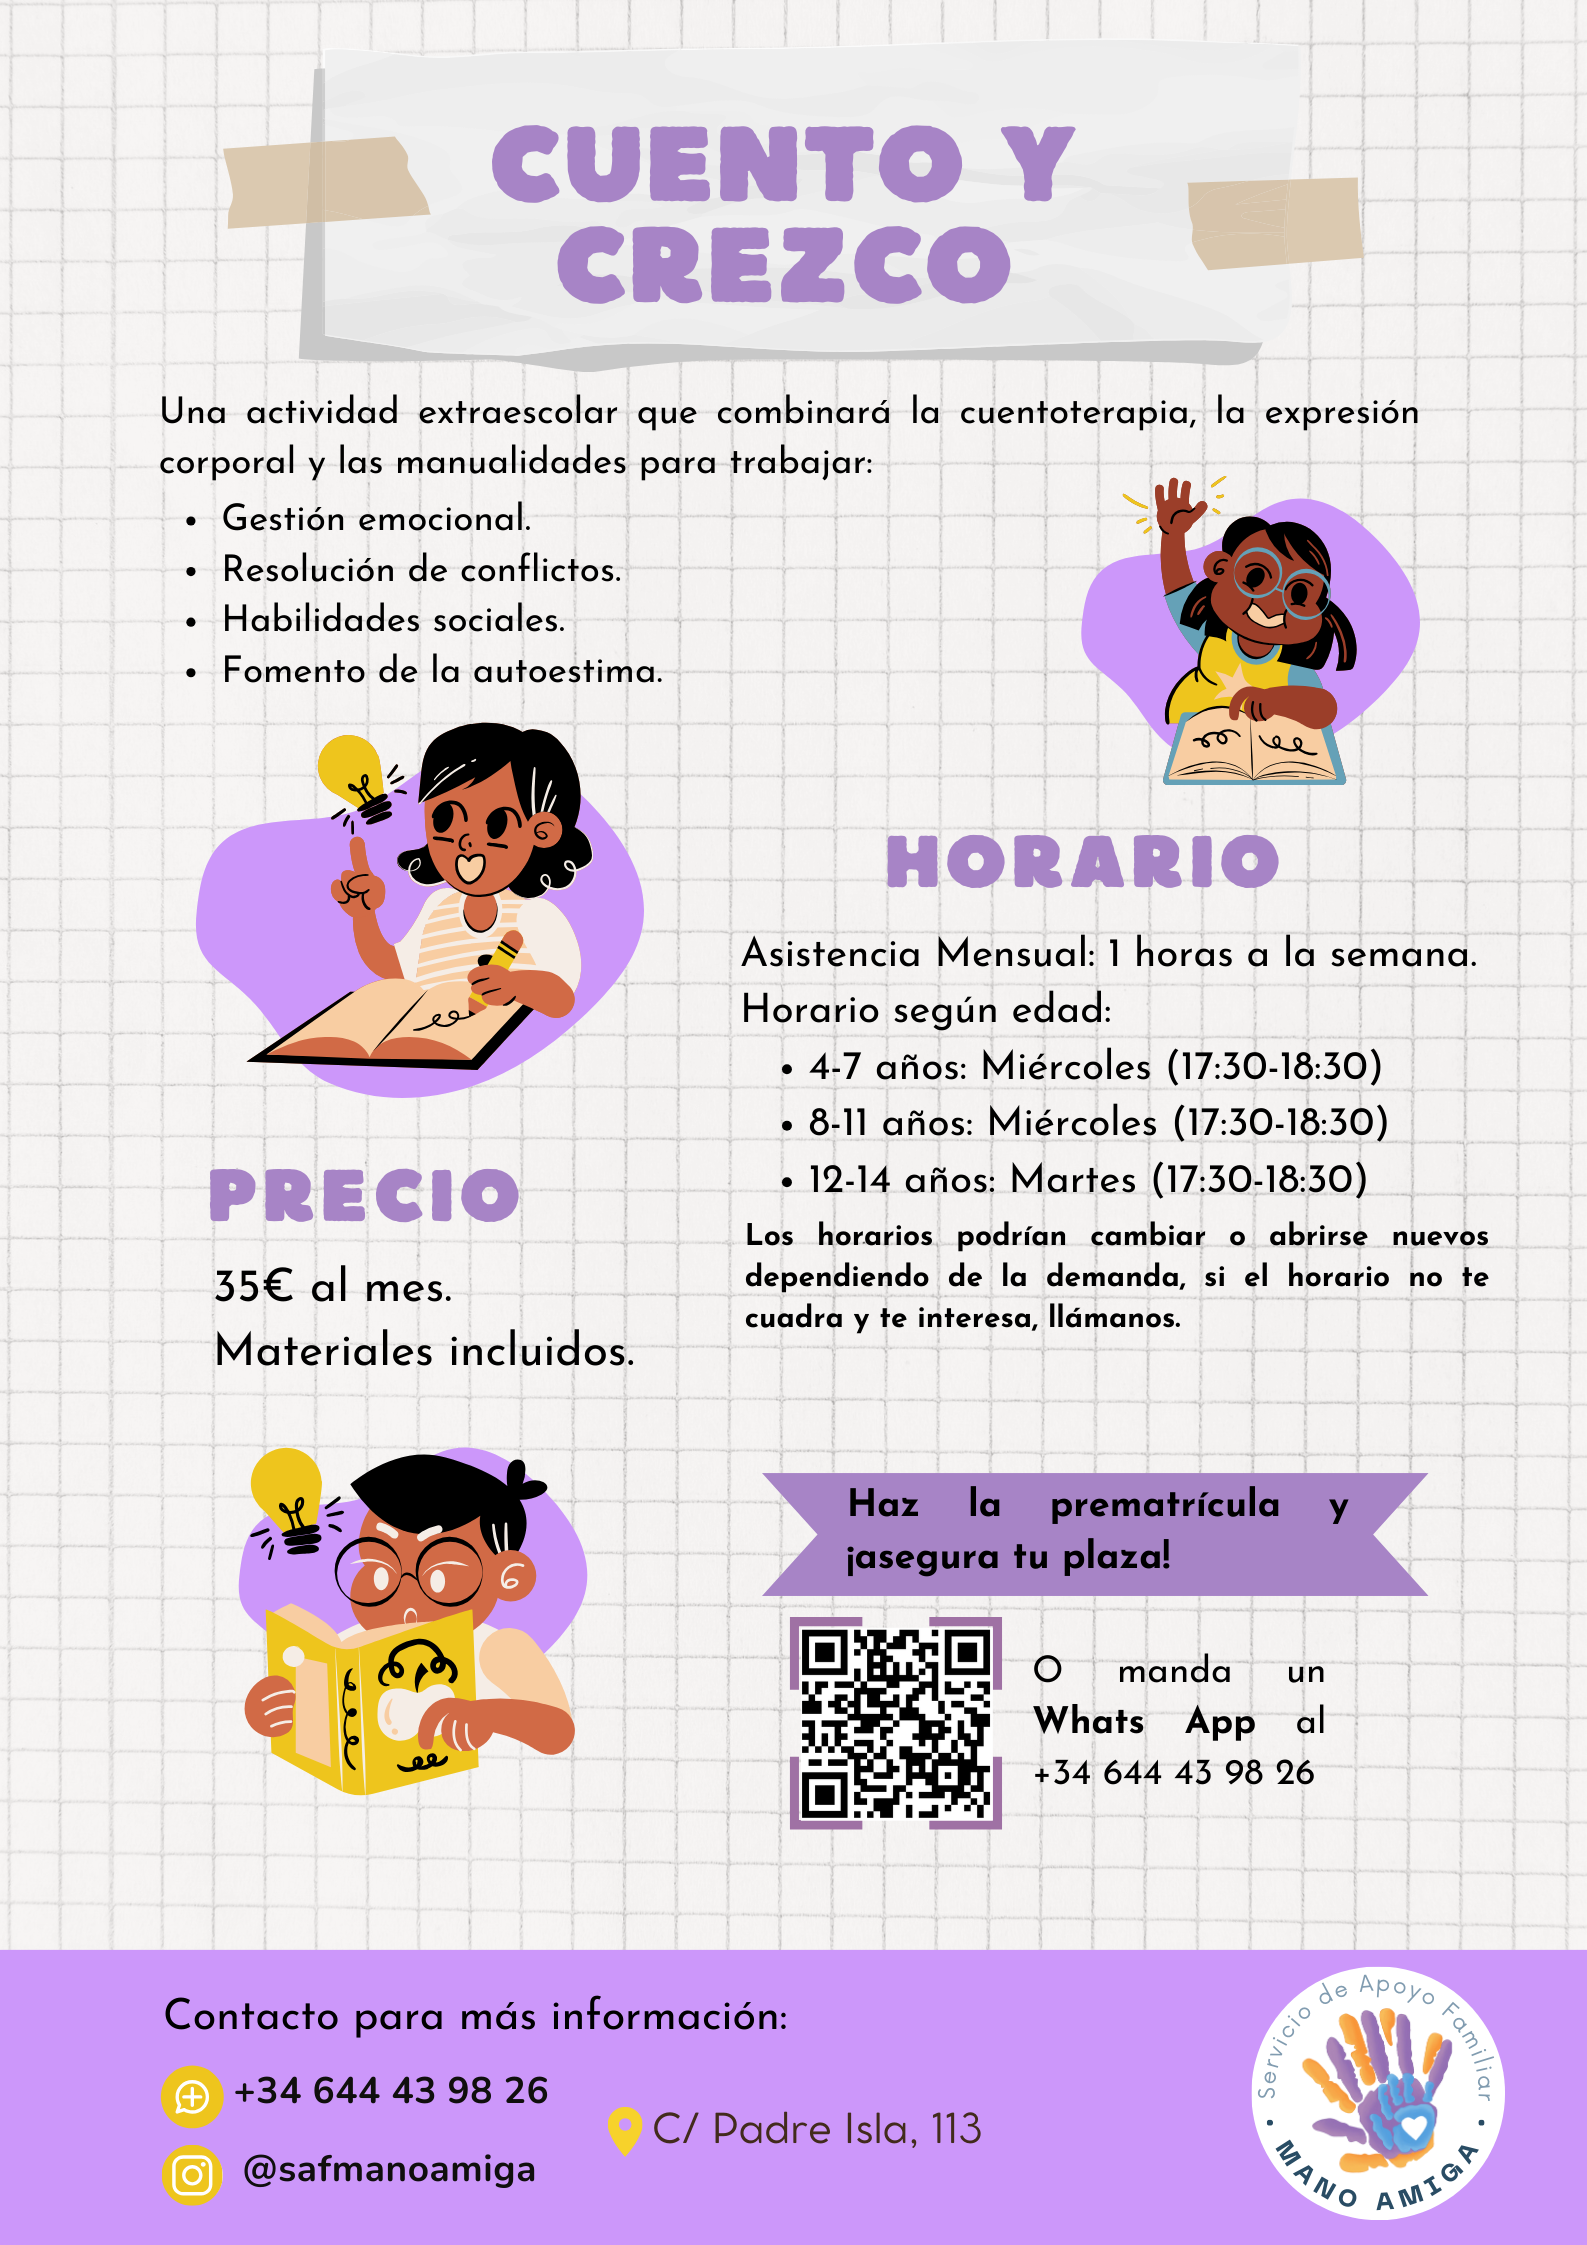 CUENTO Y
CREZCO
Una actividad extraescolar que combinará la cuentoterapia, la expresión
corporal y las manualidades para trabajar:
• Gestión emocional.
• Resolución de conflictos.
• Habilidades sociales.
• Fomento de la autoestima.
HORARIO
Asistencia Mensual: 1 horas a la semana.
Horario según edad:
• 4-7 años: Miércoles (17:30-18:30)
• 8-11 años: Miércoles (17:30-18:30)
• 12-14 años: Martes (17:30-18:30)
Los horarios podrían cambiar o abrirse nuevos
dependiendo de la demanda, si el horario no te
cuadra y te interesa, llámanos.
PRECIO
35€ al mes.
Materiales incluidos.
Haz la prematrícula y
¡asegura tu plaza!
O manda un
Whats App al
+34 644 43 98 26
Contacto para más información:
+34 644 43 98 26
@safmanoamiga
C/ Padre Isla, 113
Servicio de Apoyo Familiar
• MANO AMIGA •